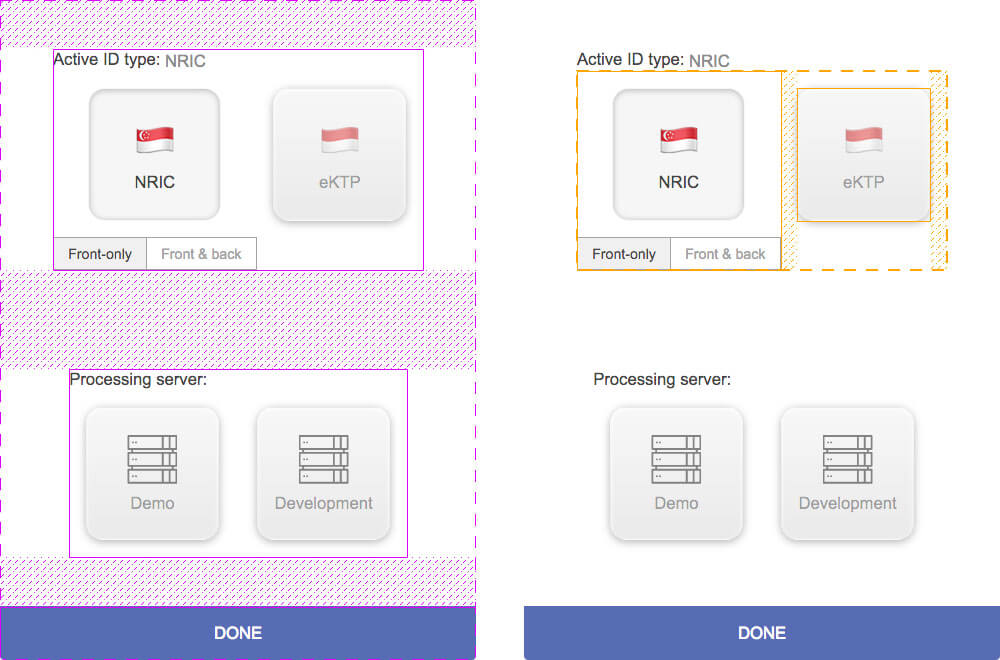 Active ID type: NRIC
NRIC
eKTP
Front-only
Front & back
Processing server:
Demo
Development
DONE
Active ID type: NRIC
NRIC
eKTP
Front-only
Front & back
Processing server:
Demo
Development
DONE